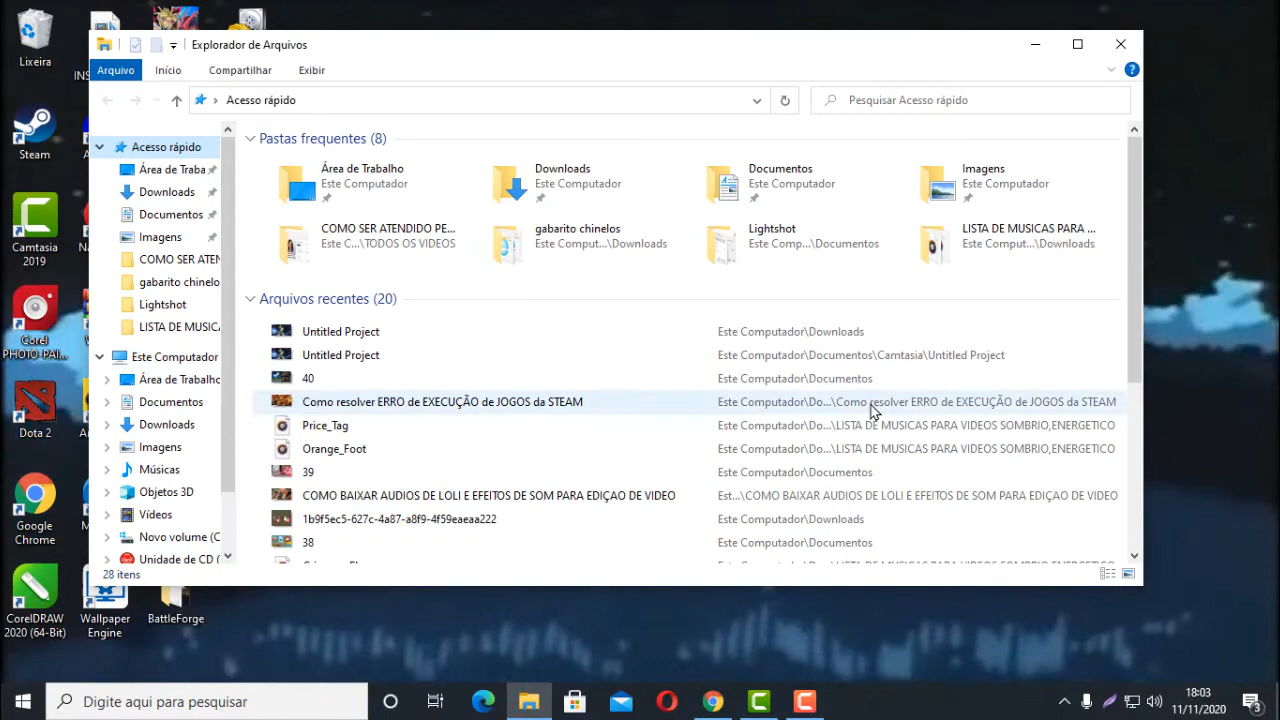 Lixeira
Steam
Camtasia
2019
Corel
PHOTO-PAI...
Dota 2
Google
Chrome
CorelDRAW
2020 (64-Bit)
Wallpaper
Engine
BattleForge
Explorador de Arquivos
Arquivo
Início
Compartilhar
Exibir
Acesso rápido
Pesquisar Acesso rápido
Acesso rápido
Área de Traba
Downloads
Documentos
Imagens
COMO SER ATEN
gabarito chinelos
Lightshot
LISTA DE MUSICA
Este Computador
Área de Trabalho
Documentos
Downloads
Imagens
Músicas
Objetos 3D
Vídeos
Novo volume (C
Unidade de CD (
Pastas frequentes (8)
Área de Trabalho
Este Computador
Downloads
Este Computador
Documentos
Este Computador
Imagens
Este Computador
COMO SER ATENDIDO PE...
Este C...\TODOS OS VIDEOS
gabarito chinelos
Este Comput...\Downloads
Lightshot
Este Comp...\Documentos
LISTA DE MUSICAS PARA ...
Este Comput...\Downloads
Arquivos recentes (20)
Untitled Project Este Computador\Downloads
Untitled Project Este Computador\Documentos\Camtasia\Untitled Project
40 Este Computador\Documentos
Como resolver ERRO de EXECUÇÃO de JOGOS da STEAM Este Computador\Do...\Como resolver ERRO de EXECUÇÃO de JOGOS da STEAM
Price_Tag Este Computador\Do...\LISTA DE MUSICAS PARA VIDEOS SOMBRIO,ENERGETICO
Orange_Foot Este Computador\Do...\LISTA DE MUSICAS PARA VIDEOS SOMBRIO,ENERGETICO
39 Este Computador\Documentos
COMO BAIXAR AUDIOS DE LOLI E EFEITOS DE SOM PARA EDIÇAO DE VIDEO Est...\COMO BAIXAR AUDIOS DE LOLI E EFEITOS DE SOM PARA EDIÇAO DE VIDEO
1b9f5ec5-627c-4a87-a8f9-4f59eaeaa222 Este Computador\Downloads
38 Este Computador\Documentos
28 itens
Digite aqui para pesquisar
18:03
11/11/2020
3